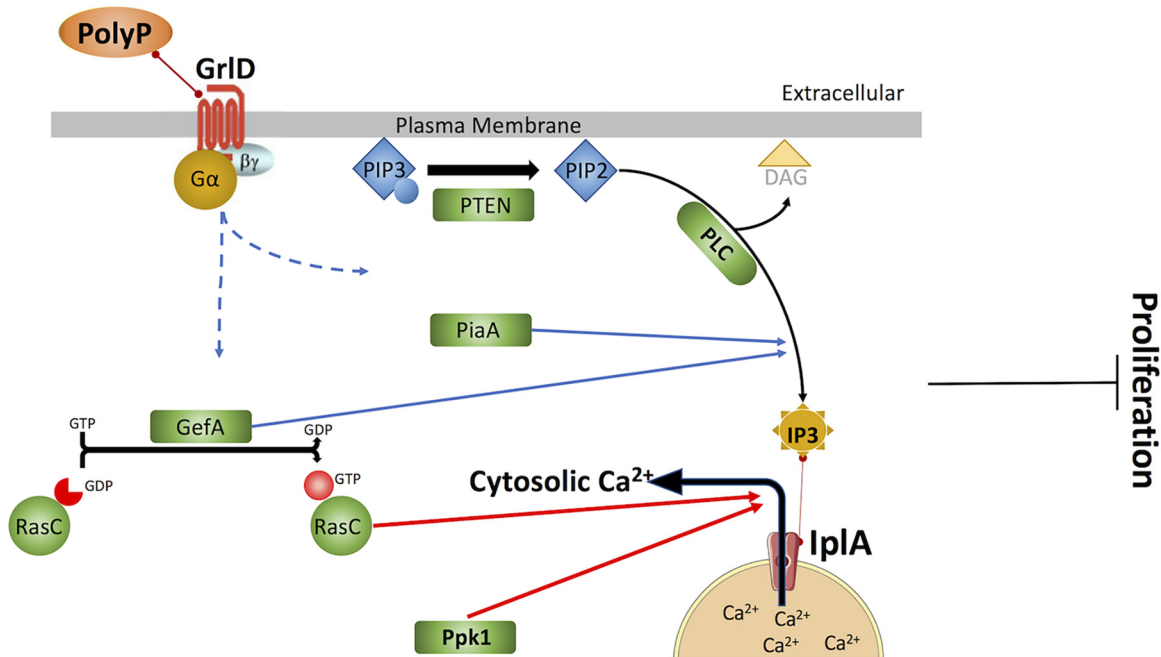 PolyP
GrlD
Extracellular
Plasma Membrane
βγ
Gα
PIP3
PIP2
DAG
PTEN
PLC
PiaA
Proliferation
GTP
GefA
GDP
IP3
GDP
GTP
Cytosolic Ca²⁺
RasC
RasC
IplA
Ca²⁺
Ca²⁺
Ca²⁺
Ca²⁺
Ppk1